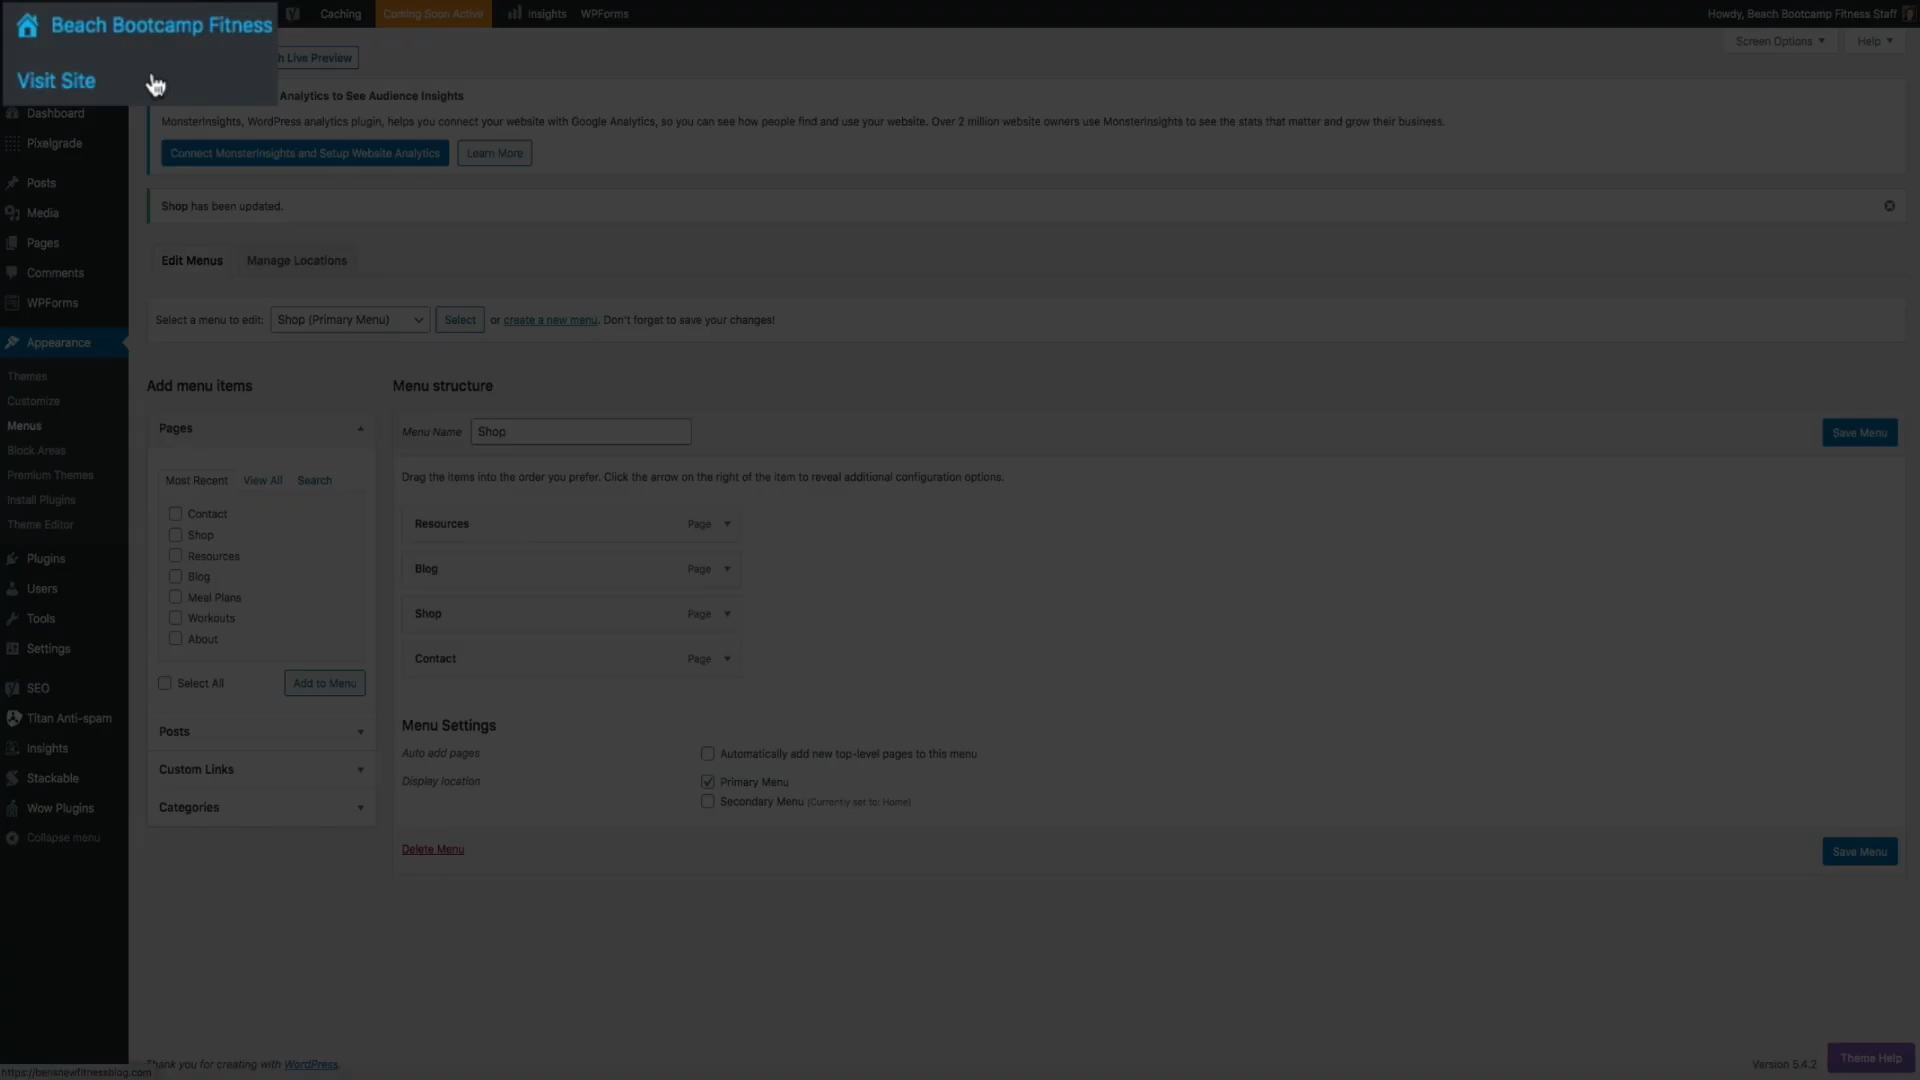 Beach Bootcamp Fitness
Caching
Coming Soon Active
Insights
WPForms
Howdy, Beach Bootcamp Fitness Staff
Visit Site
h Live Preview
Screen Options
Help
Analytics to See Audience Insights
MonsterInsights, WordPress analytics plugin, helps you connect your website with Google Analytics, so you can see how people find and use your website. Over 2 million website owners use MonsterInsights to see the stats that matter and grow their business.
Connect MonsterInsights and Setup Website Analytics
Learn More
Shop has been updated.
Dashboard
Pixelgrade
Posts
Media
Pages
Comments
WPForms
Appearance
Themes
Customize
Menus
Block Areas
Premium Themes
Install Plugins
Theme Editor
Plugins
Users
Tools
Settings
SEO
Titan Anti-spam
Insights
Stackable
Wow Plugins
Collapse menu
Edit Menus
Manage Locations
Select a menu to edit: Shop (Primary Menu) Select or create a new menu. Don't forget to save your changes!
Add menu items
Pages
Most Recent View All Search
Contact
Shop
Resources
Blog
Meal Plans
Workouts
About
Select All
Add to Menu
Posts
Custom Links
Categories
Menu structure
Menu Name Shop
Save Menu
Drag the items into the order you prefer. Click the arrow on the right of the item to reveal additional configuration options.
Resources Page
Blog Page
Shop Page
Contact Page
Menu Settings
Auto add pages Automatically add new top-level pages to this menu
Display location Primary Menu
Secondary Menu (Currently set to: Home)
Delete Menu
Save Menu
Thank you for creating with WordPress.
Version 5.4.2
Theme Help
https://bensnewfitnessblog.com